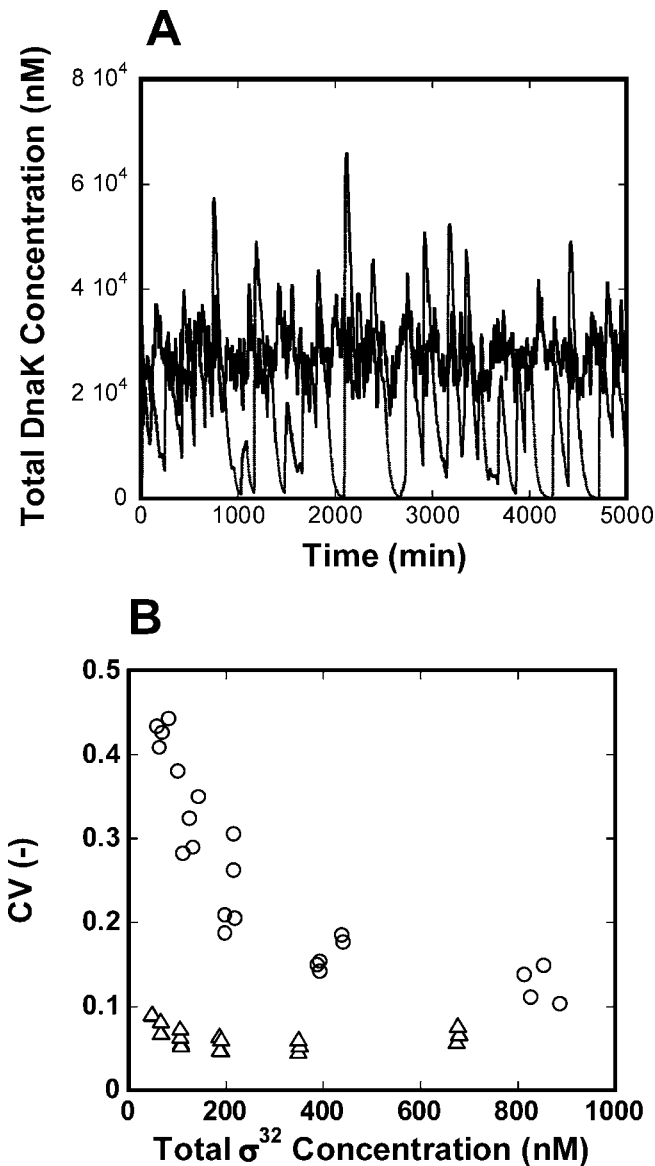 A
Total DnaK Concentration (nM)
8 10⁴
6 10⁴
4 10⁴
2 10⁴
0
0 1000 2000 3000 4000 5000
Time (min)
B
CV (-)
0.5
0.4
0.3
0.2
0.1
0
0 200 400 600 800 1000
Total σ³² Concentration (nM)